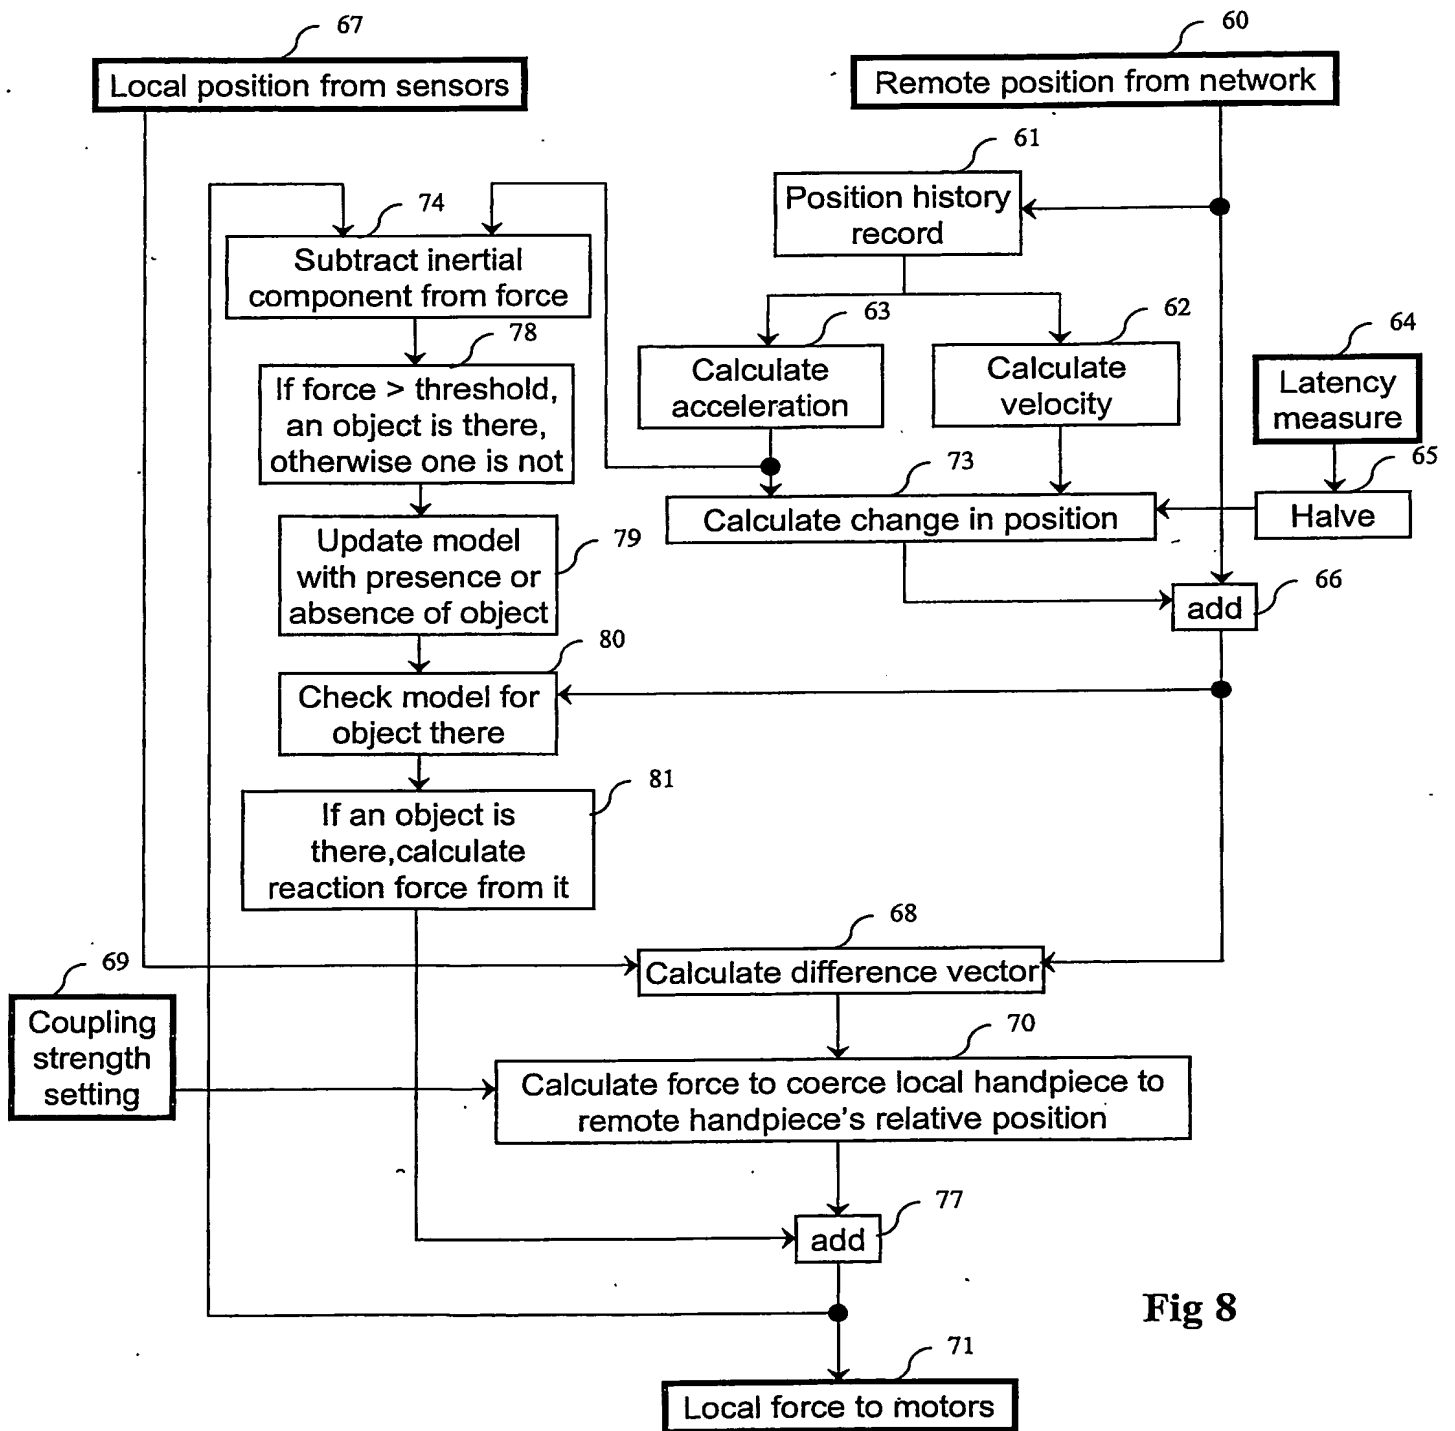 67
Local position from sensors
60
Remote position from network
61
Position history
record
74
Subtract inertial
component from force
63
Calculate
acceleration
62
Calculate
velocity
64
Latency
measure
78
If force > threshold,
an object is there,
otherwise one is not
73
Calculate change in position
65
Halve
79
Update model
with presence or
absence of object
66
add
80
Check model for
object there
81
If an object is
there,calculate
reaction force from it
68
Calculate difference vector
69
Coupling
strength
setting
70
Calculate force to coerce local handpiece to
remote handpiece's relative position
77
add
Fig 8
71
Local force to motors